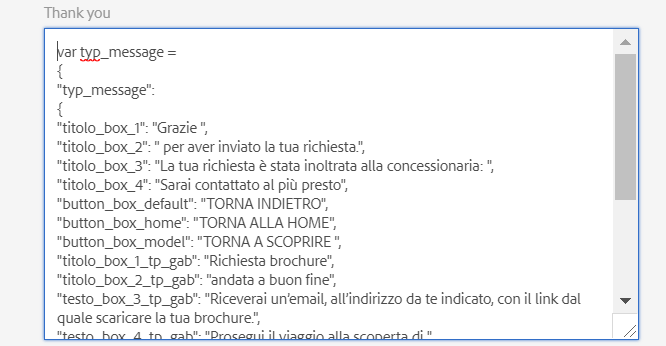 Thank you
var typ_message =
{
"typ_message":
{
"titolo_box_1": "Grazie ",
"titolo_box_2": " per aver inviato la tua richiesta.",
"titolo_box_3": "La tua richiesta è stata inoltrata alla concessionaria: ",
"titolo_box_4": "Sarai contattato al più presto",
"button_box_default": "TORNA INDIETRO",
"button_box_home": "TORNA ALLA HOME",
"button_box_model": "TORNA A SCOPRIRE ",
"titolo_box_1_tp_gab": "Richiesta brochure",
"titolo_box_2_tp_gab": "andata a buon fine",
"testo_box_3_tp_gab": "Riceverai un’email, all’indirizzo da te indicato, con il link dal
quale scaricare la tua brochure.",
"testo_box_4_tp_gab": "Prosegui il viaggio alla scoperta di "